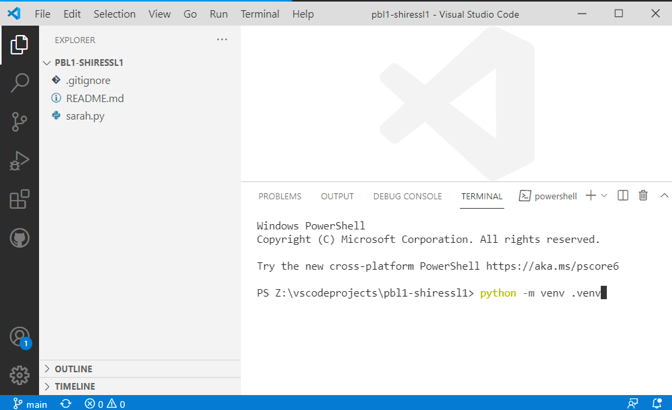 File Edit Selection View Go Run Terminal Help pbl1-shiressl1 - Visual Studio Code
EXPLORER
PBL1-SHIRESSL1
.gitignore
README.md
sarah.py
PROBLEMS OUTPUT DEBUG CONSOLE TERMINAL powershell
Windows PowerShell
Copyright (C) Microsoft Corporation. All rights reserved.
Try the new cross-platform PowerShell https://aka.ms/pscore6
PS Z:\vscodeprojects\pbl1-shiressl1> python -m venv .venv
1
OUTLINE
TIMELINE
main 0 0